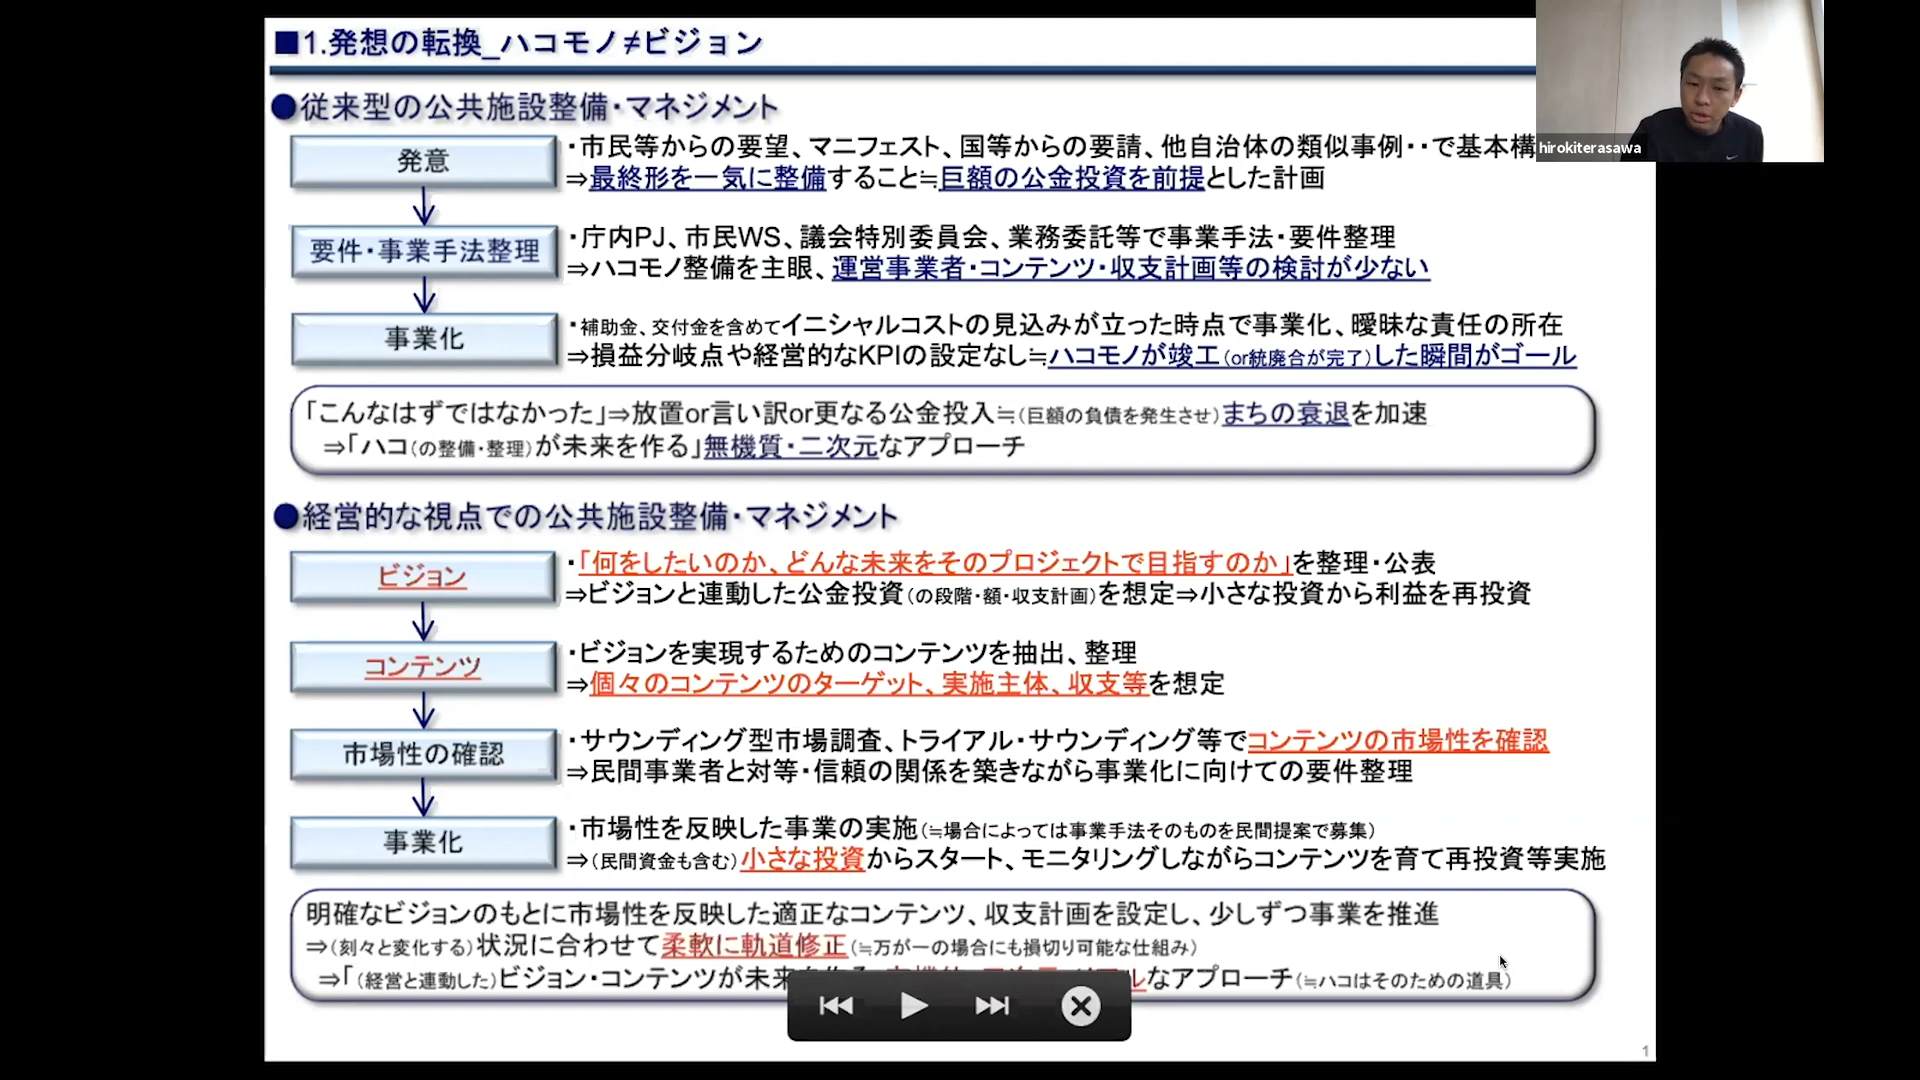 ■1.発想の転換_ハコモノ≠ビジョン
hirokiterasawa
●従来型の公共施設整備・マネジメント
発意
・市民等からの要望、マニフェスト、国等からの要請、他自治体の類似事例・・で基本構
⇒最終形を一気に整備すること≒巨額の公金投資を前提とした計画
要件・事業手法整理
・庁内PJ、市民WS、議会特別委員会、業務委託等で事業手法・要件整理
⇒ハコモノ整備を主眼、運営事業者・コンテンツ・収支計画等の検討が少ない
事業化
・補助金、交付金を含めてイニシャルコストの見込みが立った時点で事業化、曖昧な責任の所在
⇒損益分岐点や経営的なKPIの設定なし≒ハコモノが竣工(or統廃合が完了)した瞬間がゴール
「こんなはずではなかった」⇒放置or言い訳or更なる公金投入≒(巨額の負債を発生させ)まちの衰退を加速
⇒「ハコ(の整備・整理)が未来を作る」無機質・二次元なアプローチ
●経営的な視点での公共施設整備・マネジメント
ビジョン
・「何をしたいのか、どんな未来をそのプロジェクトで目指すのか」を整理・公表
⇒ビジョンと連動した公金投資(の段階・額・収支計画)を想定⇒小さな投資から利益を再投資
コンテンツ
・ビジョンを実現するためのコンテンツを抽出、整理
⇒個々のコンテンツのターゲット、実施主体、収支等を想定
市場性の確認
・サウンディング型市場調査、トライアル・サウンディング等でコンテンツの市場性を確認
⇒民間事業者と対等・信頼の関係を築きながら事業化に向けての要件整理
事業化
・市場性を反映した事業の実施(≒場合によっては事業手法そのものを民間提案で募集)
⇒(民間資金も含む)小さな投資からスタート、モニタリングしながらコンテンツを育て再投資等実施
明確なビジョンのもとに市場性を反映した適正なコンテンツ、収支計画を設定し、少しずつ事業を推進
⇒(刻々と変化する)状況に合わせて柔軟に軌道修正(≒万が一の場合にも損切り可能な仕組み)
⇒「(経営と連動した)ビジョン・コンテンツが未来 なアプローチ(≒ハコはそのための道具)
1